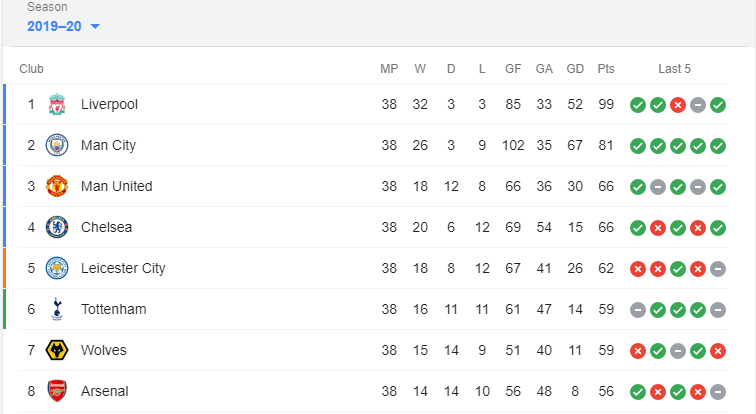 Season
2019–20
Club MP W D L GF GA GD Pts Last 5
1 Liverpool 38 32 3 3 85 33 52 99
2 Man City 38 26 3 9 102 35 67 81
3 Man United 38 18 12 8 66 36 30 66
4 Chelsea 38 20 6 12 69 54 15 66
5 Leicester City 38 18 8 12 67 41 26 62
6 Tottenham 38 16 11 11 61 47 14 59
7 Wolves 38 15 14 9 51 40 11 59
8 Arsenal 38 14 14 10 56 48 8 56